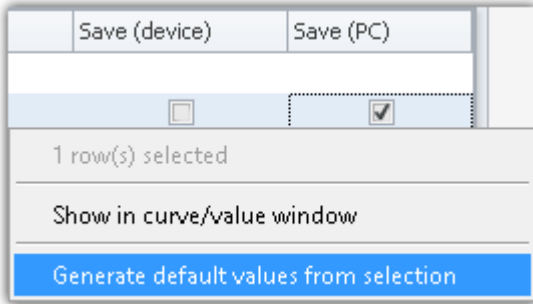 Save (device) Save (PC)
1 row(s) selected
Show in curve/value window
Generate default values from selection